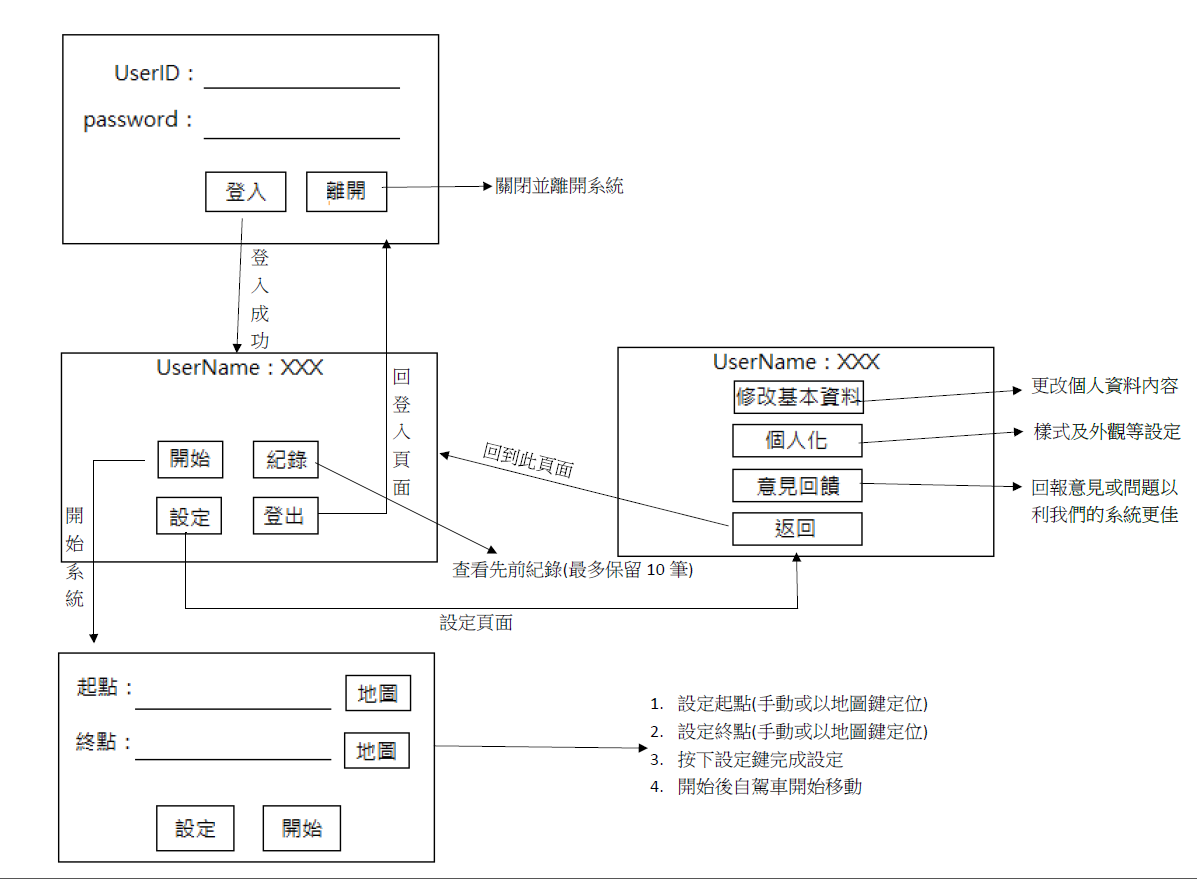 UserID：
password：
登入
離開
關閉並離開系統
登入成功
UserName：XXX
開始
紀錄
設定
登出
回登入頁面
開始系統
查看先前紀錄(最多保留 10 筆)
設定頁面
回到此頁面
UserName：XXX
修改基本資料
個人化
意見回饋
返回
更改個人資料內容
樣式及外觀等設定
回報意見或問題以
利我們的系統更佳
起點：
地圖
終點：
地圖
設定
開始
1. 設定起點(手動或以地圖鍵定位)
2. 設定終點(手動或以地圖鍵定位)
3. 按下設定鍵完成設定
4. 開始後自駕車開始移動